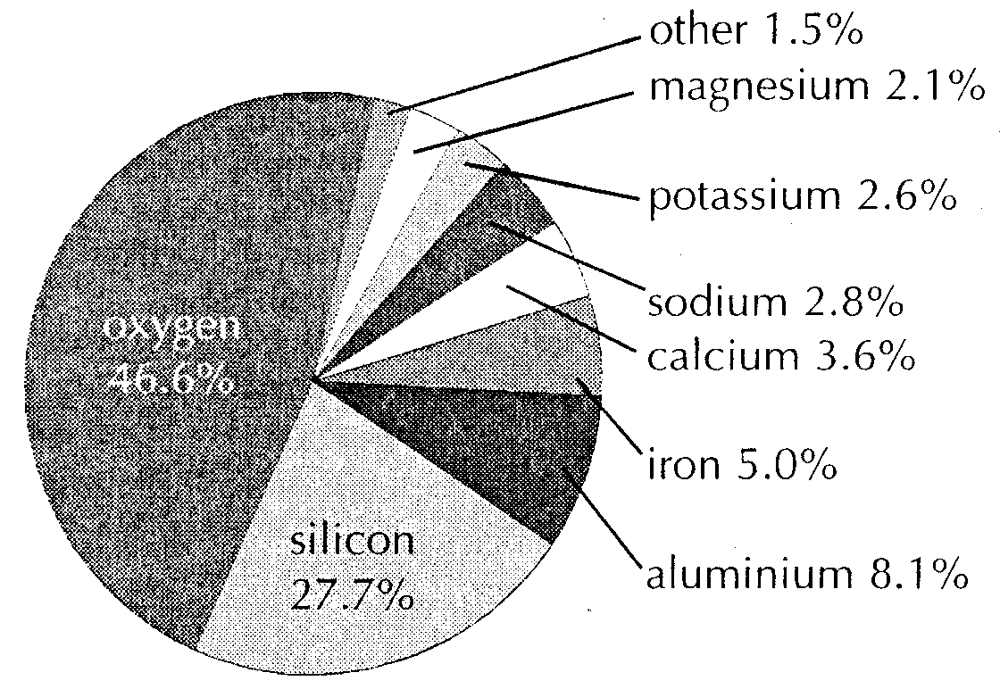 other 1.5%
magnesium 2.1%
potassium 2.6%
sodium 2.8%
calcium 3.6%
iron 5.0%
aluminium 8.1%
oxygen
46.6%
silicon
27.7%